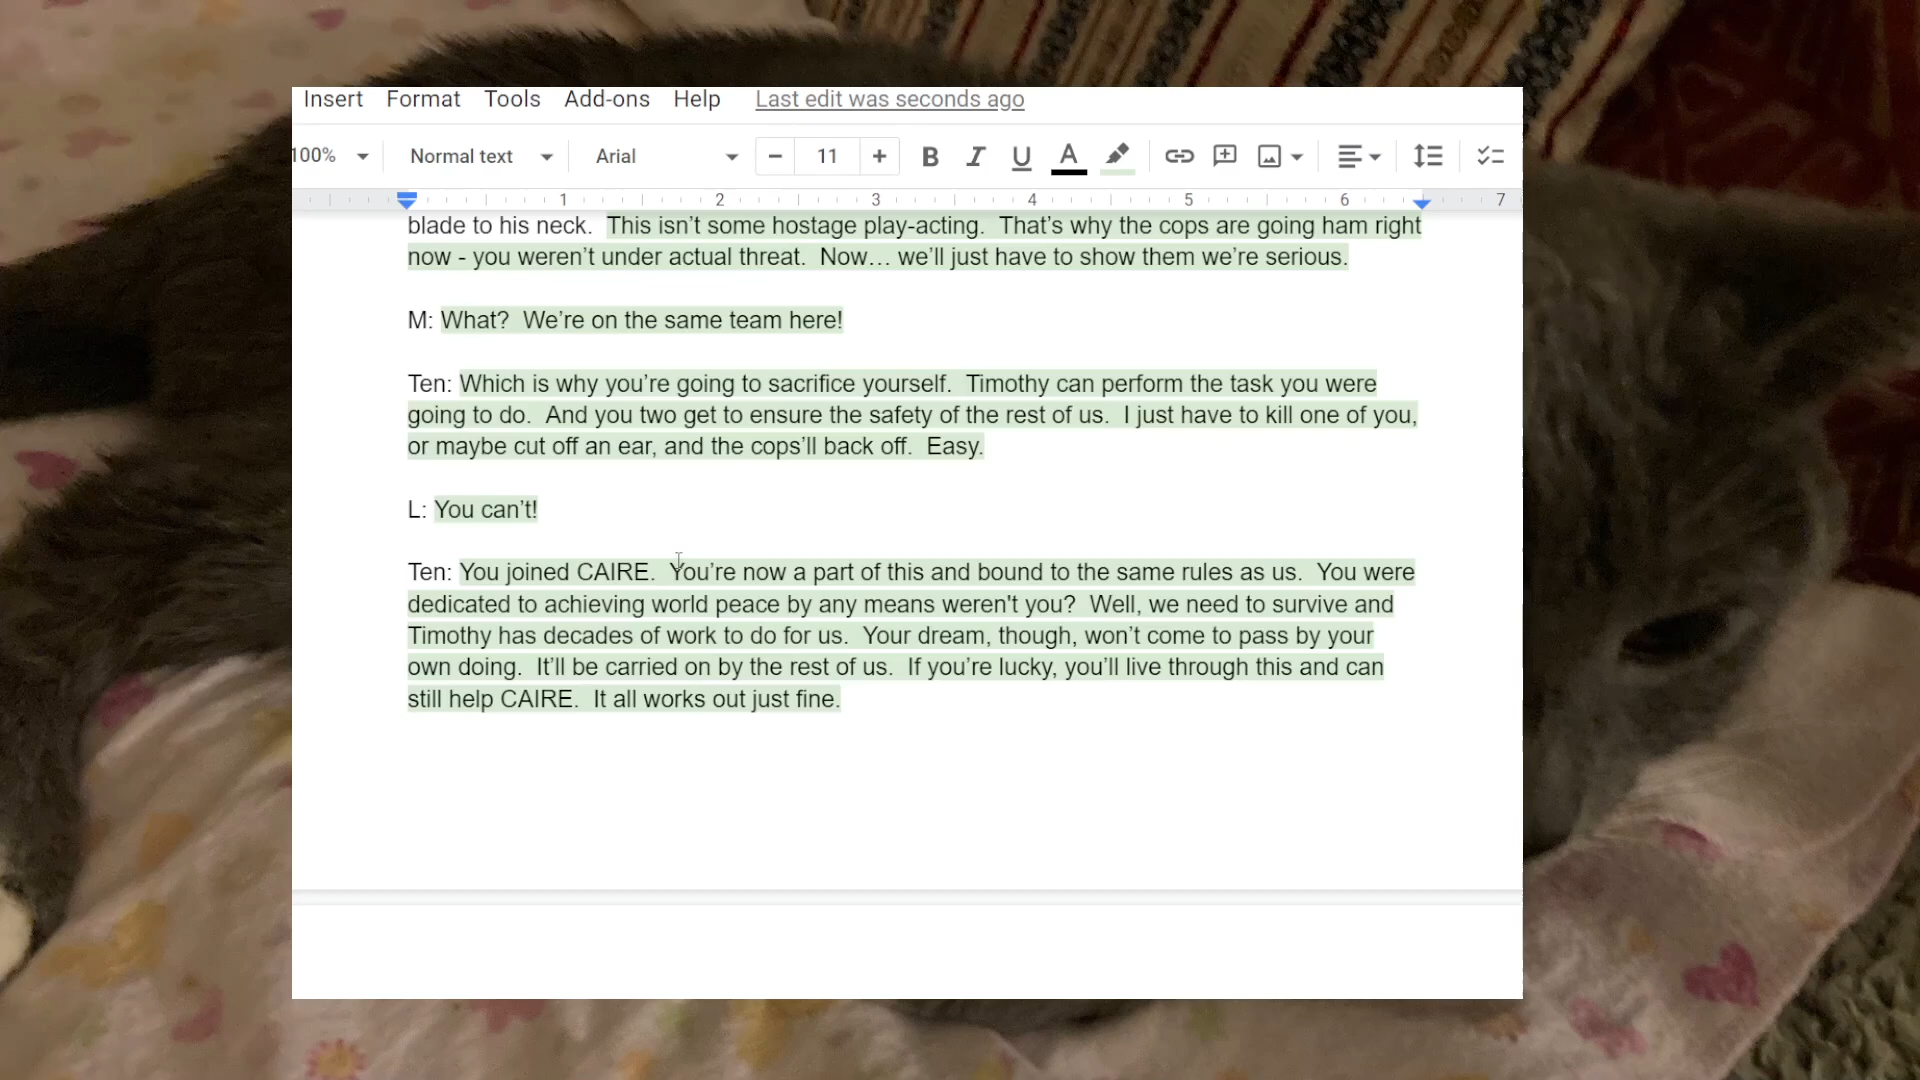 Insert Format Tools Add-ons Help Last edit was seconds ago
100% Normal text Arial 11
1 2 3 4 5 6 7
blade to his neck.  This isn’t some hostage play-acting.  That’s why the cops are going ham right
now - you weren’t under actual threat.  Now… we’ll just have to show them we’re serious.
M: What?  We’re on the same team here!
Ten: Which is why you’re going to sacrifice yourself.  Timothy can perform the task you were
going to do.  And you two get to ensure the safety of the rest of us.  I just have to kill one of you,
or maybe cut off an ear, and the cops’ll back off.  Easy.
L: You can’t!
Ten: You joined CAIRE.  You’re now a part of this and bound to the same rules as us.  You were
dedicated to achieving world peace by any means weren't you?  Well, we need to survive and
Timothy has decades of work to do for us.  Your dream, though, won’t come to pass by your
own doing.  It’ll be carried on by the rest of us.  If you’re lucky, you’ll live through this and can
still help CAIRE.  It all works out just fine.